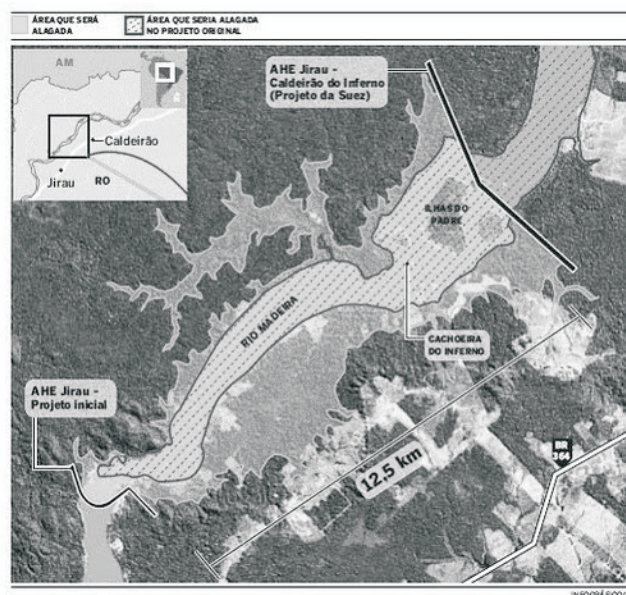 ÁREA QUE SERÁ
ALAGADA
ÁREA QUE SERIA ALAGADA
NO PROJETO ORIGINAL
AM
Caldeirão
Jirau
RO
AHE Jirau -
Caldeirão do Inferno
(Projeto da Suez)
ILHAS DO
PADRE
RIO MADEIRA
CACHOEIRA
DO INFERNO
AHE Jirau -
Projeto inicial
12,5 km
BR
364